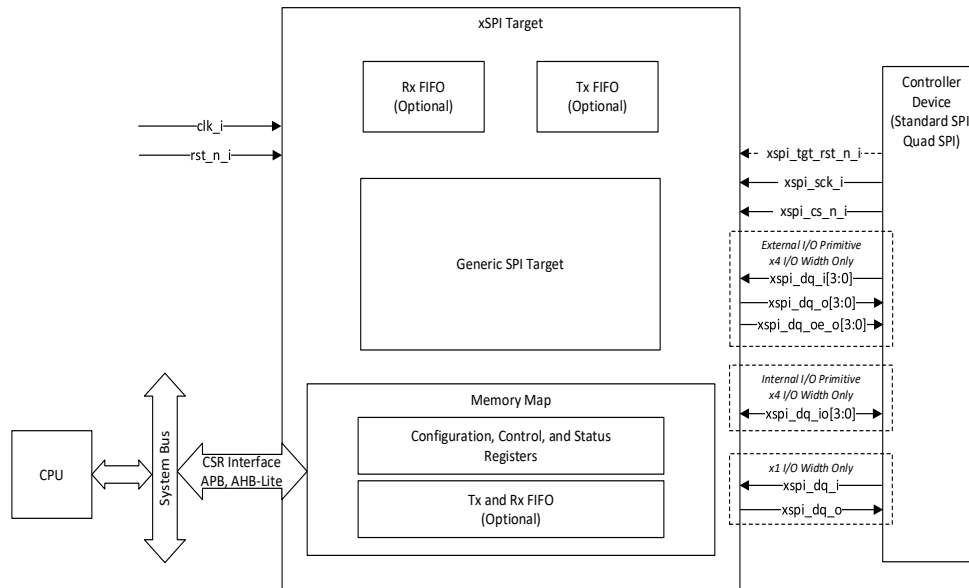 xSPI Target
Rx FIFO
(Optional)
Tx FIFO
(Optional)
Controller
Device
(Standard SPI
Quad SPI)
clk_i
rst_n_i
xspi_tgt_rst_n_i
xspi_sck_i
xspi_cs_n_i
Generic SPI Target
External I/O Primitive
x4 I/O Width Only
xspi_dq_i[3:0]
xspi_dq_o[3:0]
xspi_dq_oe_o[3:0]
Internal I/O Primitive
x4 I/O Width Only
xspi_dq_io[3:0]
x1 I/O Width Only
xspi_dq_i
xspi_dq_o
Memory Map
Configuration, Control, and Status
Registers
Tx and Rx FIFO
(Optional)
CPU
System Bus
CSR Interface
APB, AHB-Lite